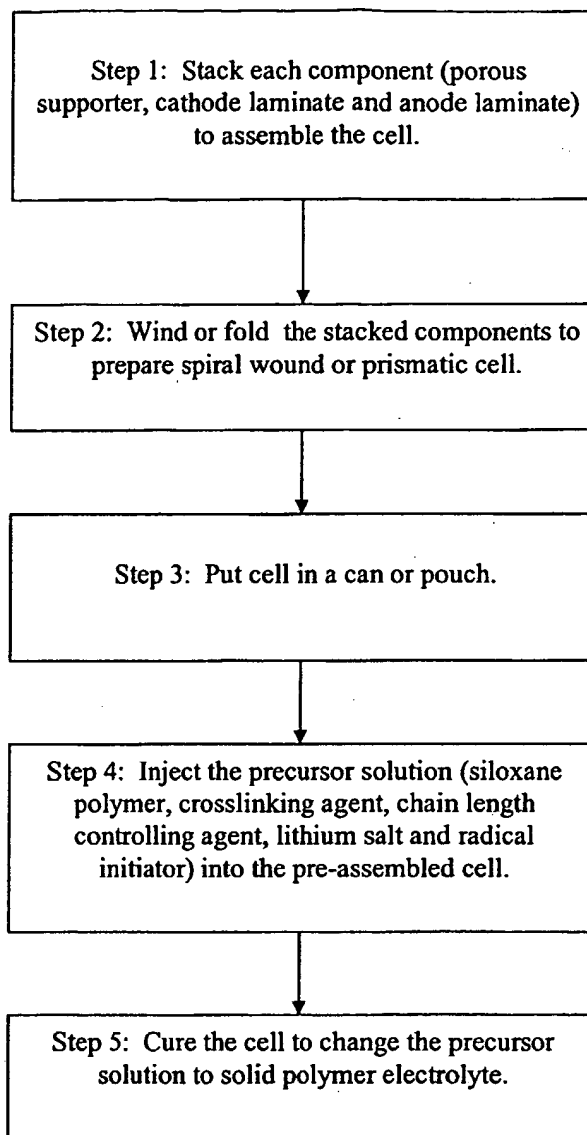 Step 1: Stack each component (porous
supporter, cathode laminate and anode laminate)
to assemble the cell.
Step 2: Wind or fold the stacked components to
prepare spiral wound or prismatic cell.
Step 3: Put cell in a can or pouch.
Step 4: Inject the precursor solution (siloxane
polymer, crosslinking agent, chain length
controlling agent, lithium salt and radical
initiator) into the pre-assembled cell.
Step 5: Cure the cell to change the precursor
solution to solid polymer electrolyte.